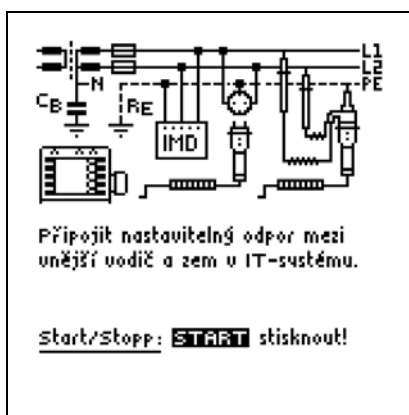 L1
L2
PE
N
CB
RE
IMD
Připojit nastavitelný odpor mezi
vnější vodič a zem v IT-systému.
Start/Stopp: START stisknout!